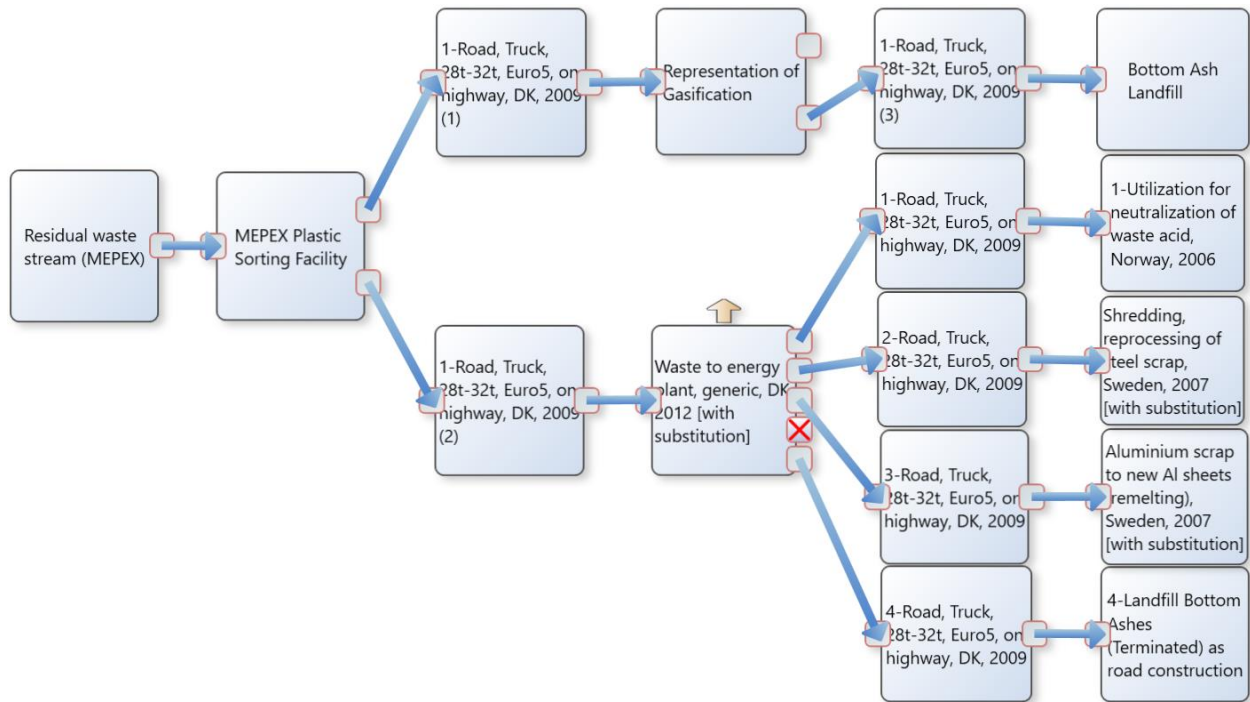 1-Road, Truck,
28t-32t, Euro5, on
highway, DK, 2009
(1)
Representation of
Gasification
1-Road, Truck,
28t-32t, Euro5, on
highway, DK, 2009
(3)
Bottom Ash
Landfill
Residual waste
stream (MEPEX)
MEPEX Plastic
Sorting Facility
1-Road, Truck,
28t-32t, Euro5, on
highway, DK, 2009
1-Utilization for
neutralization of
waste acid,
Norway, 2006
1-Road, Truck,
28t-32t, Euro5, on
highway, DK, 2009
(2)
Waste to energy
plant, generic, DK,
2012 [with
substitution]
2-Road, Truck,
28t-32t, Euro5, on
highway, DK, 2009
Shredding,
reprocessing of
steel scrap,
Sweden, 2007
[with substitution]
3-Road, Truck,
28t-32t, Euro5, on
highway, DK, 2009
Aluminium scrap
to new Al sheets
(remelting),
Sweden, 2007
[with substitution]
4-Road, Truck,
28t-32t, Euro5, on
highway, DK, 2009
4-Landfill Bottom
Ashes
(Terminated) as
road construction